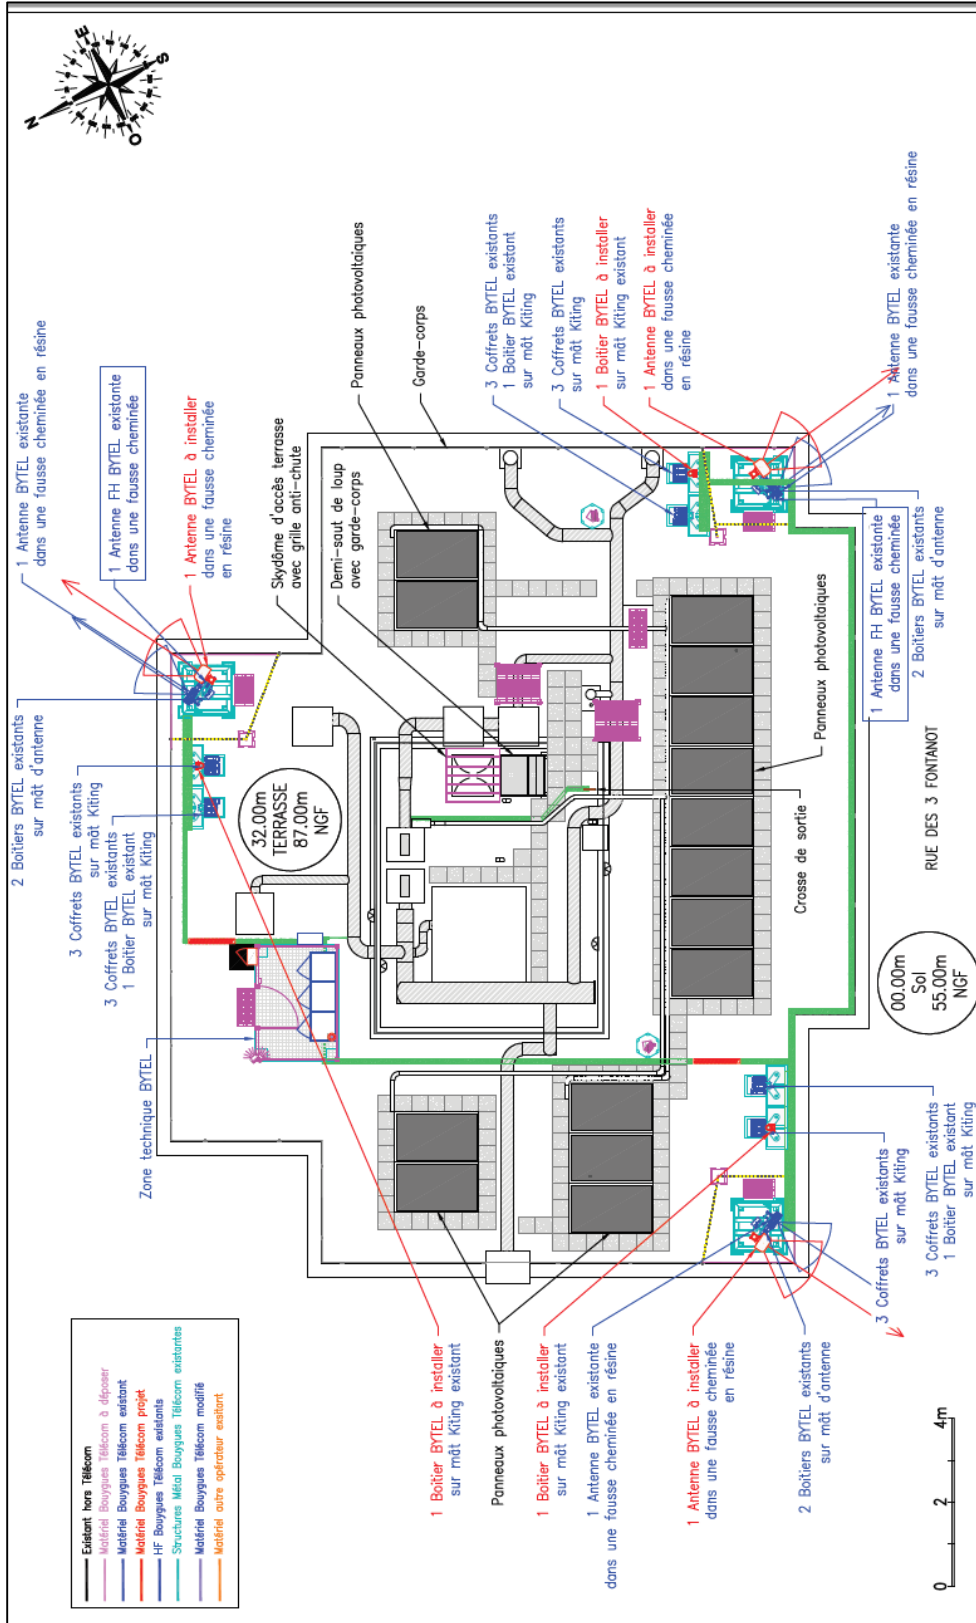 N
E
S
O
1 Antenne BYTEL existante
dans une fausse cheminée en résine
1 Antenne FH BYTEL existante
dans une fausse cheminée
1 Antenne BYTEL à installer
dans une fausse cheminée
en résine
Skydôme d'accès terrasse
avec grille anti-chute
Demi-saut de loup
avec garde-corps
Panneaux photovoltaiques
Garde-corps
3 Coffrets BYTEL existants
1 Boitier BYTEL existant
sur mât Kiting
3 Coffrets BYTEL existants
sur mât Kiting
1 Boitier BYTEL à installer
sur mât Kiting existant
1 Antenne BYTEL à installer
dans une fausse cheminée
en résine
1 Antenne BYTEL existante
dans une fausse cheminée en résine
2 Boitiers BYTEL existants
sur mât d'antenne
3 Coffrets BYTEL existants
sur mât Kiting
3 Coffrets BYTEL existants
1 Boitier BYTEL existant
sur mât Kiting
32.00m
TERRASSE
87.00m
NGF
1 Antenne FH BYTEL existante
dans une fausse cheminée
2 Boitiers BYTEL existants
sur mât d'antenne
Panneaux photovoltaiques
Crosse de sortie
RUE DES 3 FONTANOT
00.00m
Sol
55.00m
NGF
Zone technique BYTEL
3 Coffrets BYTEL existants
1 Boitier BYTEL existant
sur mât Kiting
3 Coffrets BYTEL existants
sur mât Kiting
1 Boitier BYTEL à installer
sur mât Kiting existant
Panneaux photovoltaiques
1 Boitier BYTEL à installer
sur mât Kiting existant
1 Antenne BYTEL existante
dans une fausse cheminée en résine
1 Antenne BYTEL à installer
dans une fausse cheminée
en résine
2 Boitiers BYTEL existants
sur mât d'antenne
Existant hors Télécom
Matériel Bouygues Télécom à déposer
Matériel Bouygues Télécom existant
Matériel Bouygues Télécom projet
HF Bouygues Télécom existants
Structures Métal Bouygues Télécom existantes
Matériel Bouygues Télécom modifié
Matériel autre opérateur exsitant
0 2 4m